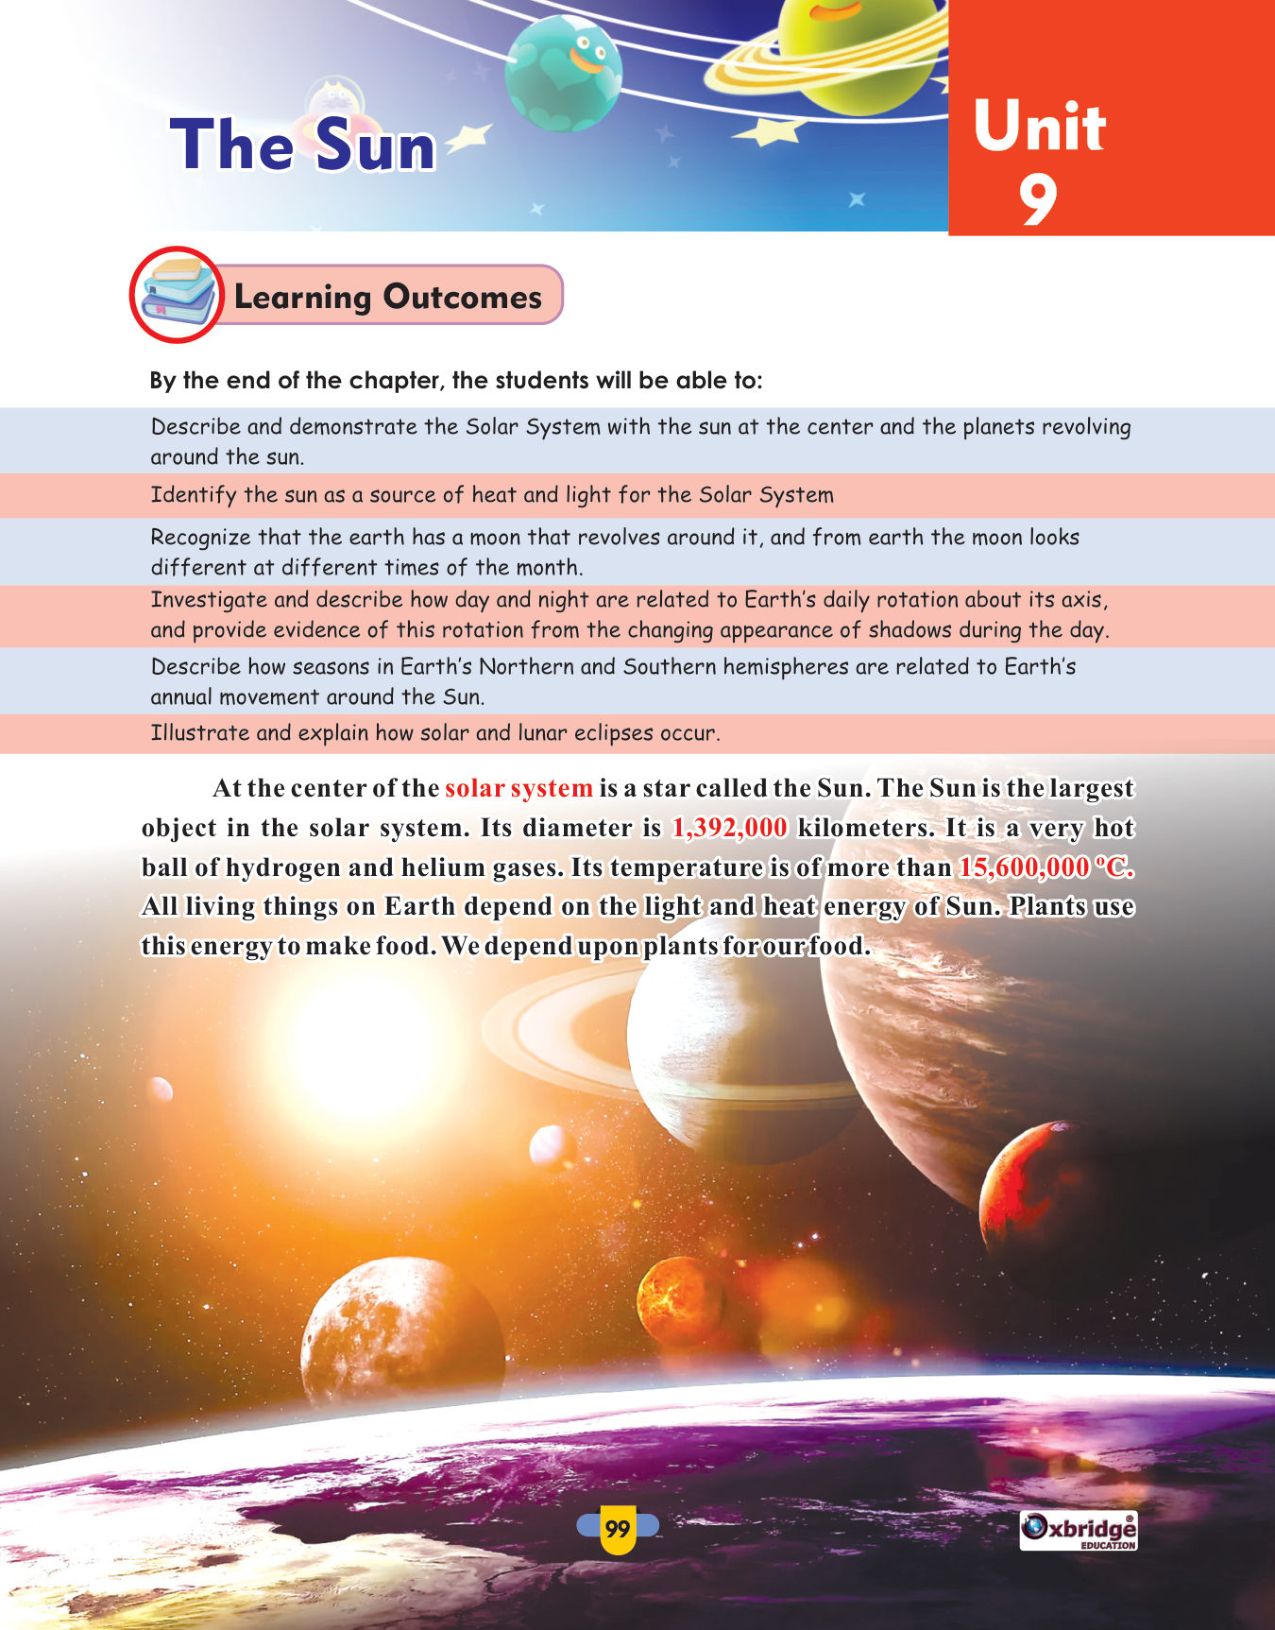 The Sun
Unit
9
Learning Outcomes
By the end of the chapter, the students will be able to:
Describe and demonstrate the Solar System with the sun at the center and the planets revolving
around the sun.
Identify the sun as a source of heat and light for the Solar System
Recognize that the earth has a moon that revolves around it, and from earth the moon looks
different at different times of the month.
Investigate and describe how day and night are related to Earth's daily rotation about its axis,
and provide evidence of this rotation from the changing appearance of shadows during the day.
Describe how seasons in Earth's Northern and Southern hemispheres are related to Earth's
annual movement around the Sun.
Illustrate and explain how solar and lunar eclipses occur.
At the center of the solar system is a star called the Sun. The Sun is the largest
object in the solar system. Its diameter is 1,392,000 kilometers. It is a very hot
ball of hydrogen and helium gases. Its temperature is of more than 15,600,000 ºC.
All living things on Earth depend on the light and heat energy of Sun. Plants use
this energy to make food. We depend upon plants for our food.
99
Oxbridge®
EDUCATION